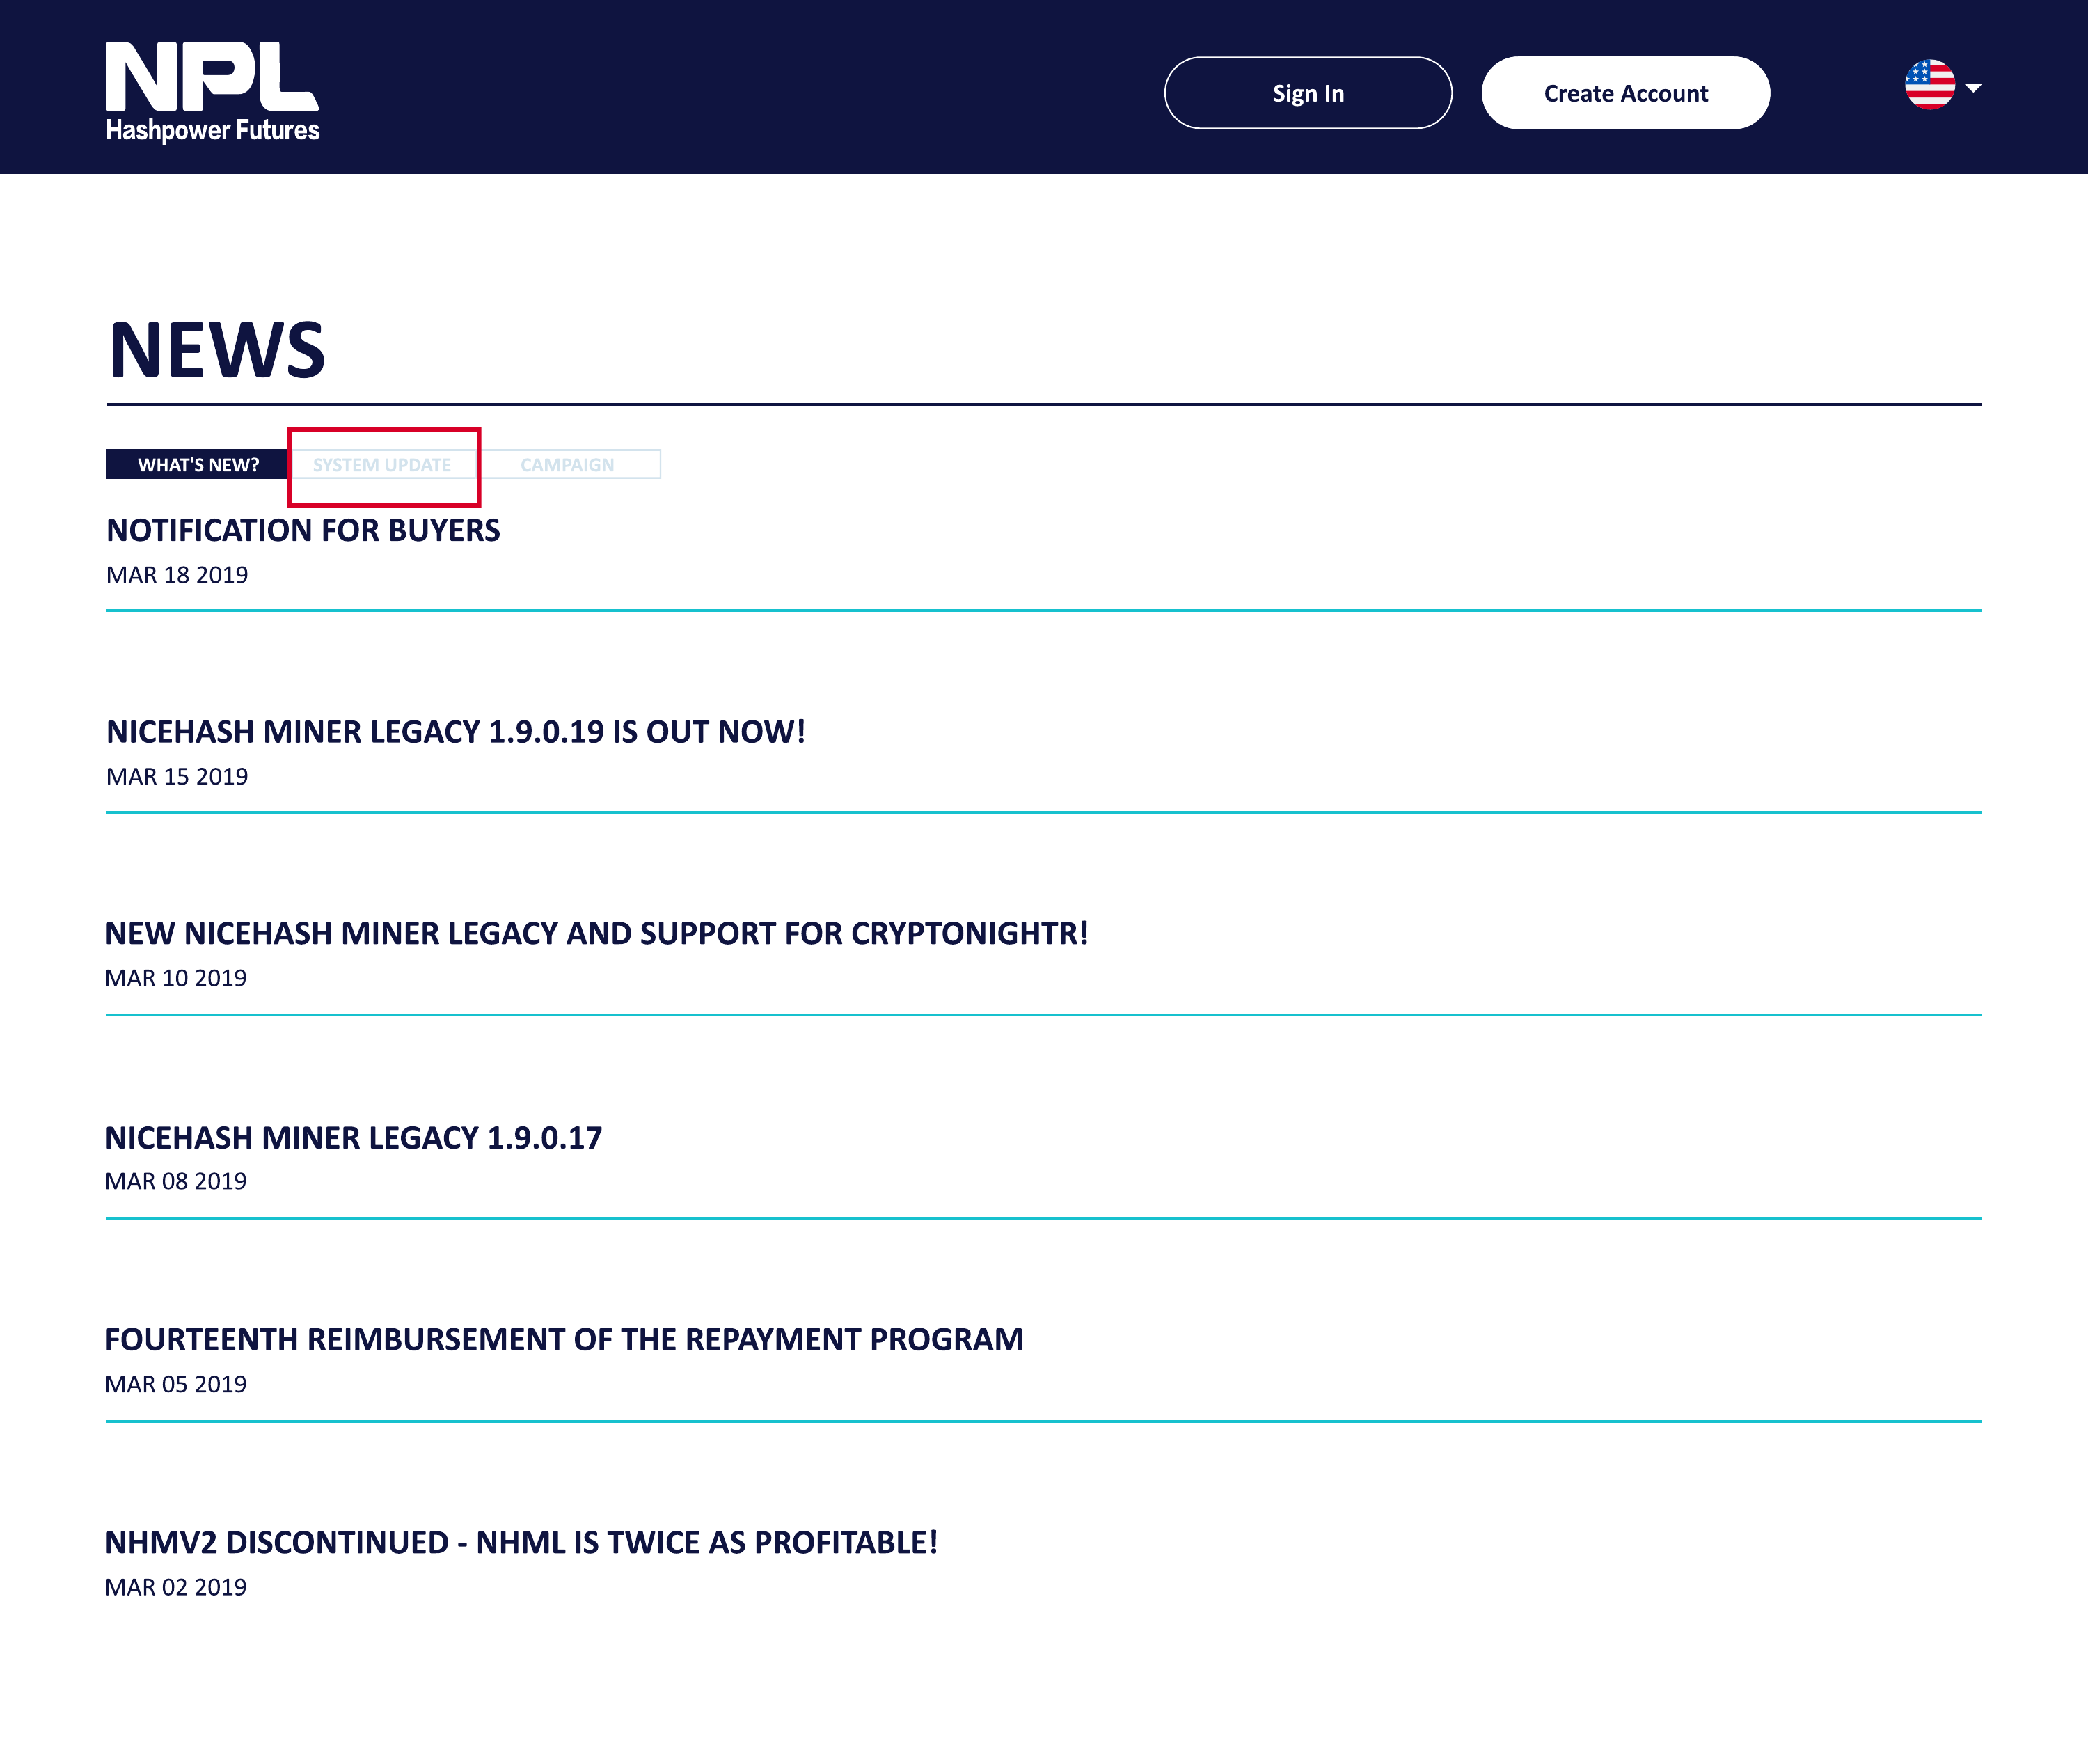 NPL
Hashpower Futures
Sign In
Create Account
NEWS
WHAT'S NEW?
SYSTEM UPDATE
CAMPAIGN
NOTIFICATION FOR BUYERS
MAR 18 2019
NICEHASH MINER LEGACY 1.9.0.19 IS OUT NOW!
MAR 15 2019
NEW NICEHASH MINER LEGACY AND SUPPORT FOR CRYPTONIGHTR!
MAR 10 2019
NICEHASH MINER LEGACY 1.9.0.17
MAR 08 2019
FOURTEENTH REIMBURSEMENT OF THE REPAYMENT PROGRAM
MAR 05 2019
NHMV2 DISCONTINUED - NHML IS TWICE AS PROFITABLE!
MAR 02 2019